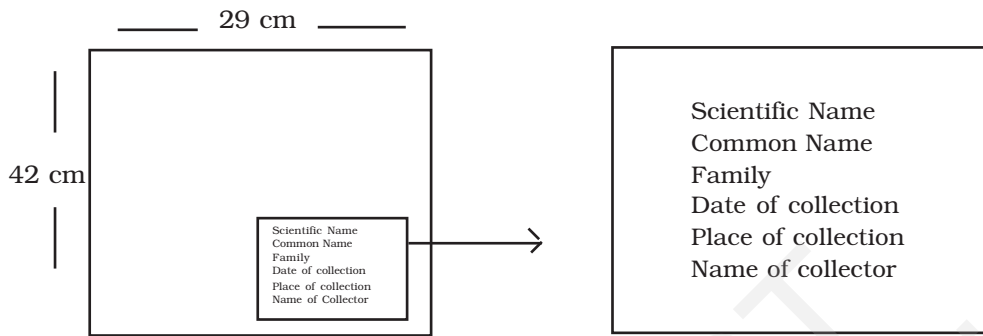 29 cm
42 cm
Scientific Name
Common Name
Family
Date of collection
Place of collection
Name of Collector
Scientific Name
Common Name
Family
Date of collection
Place of collection
Name of collector